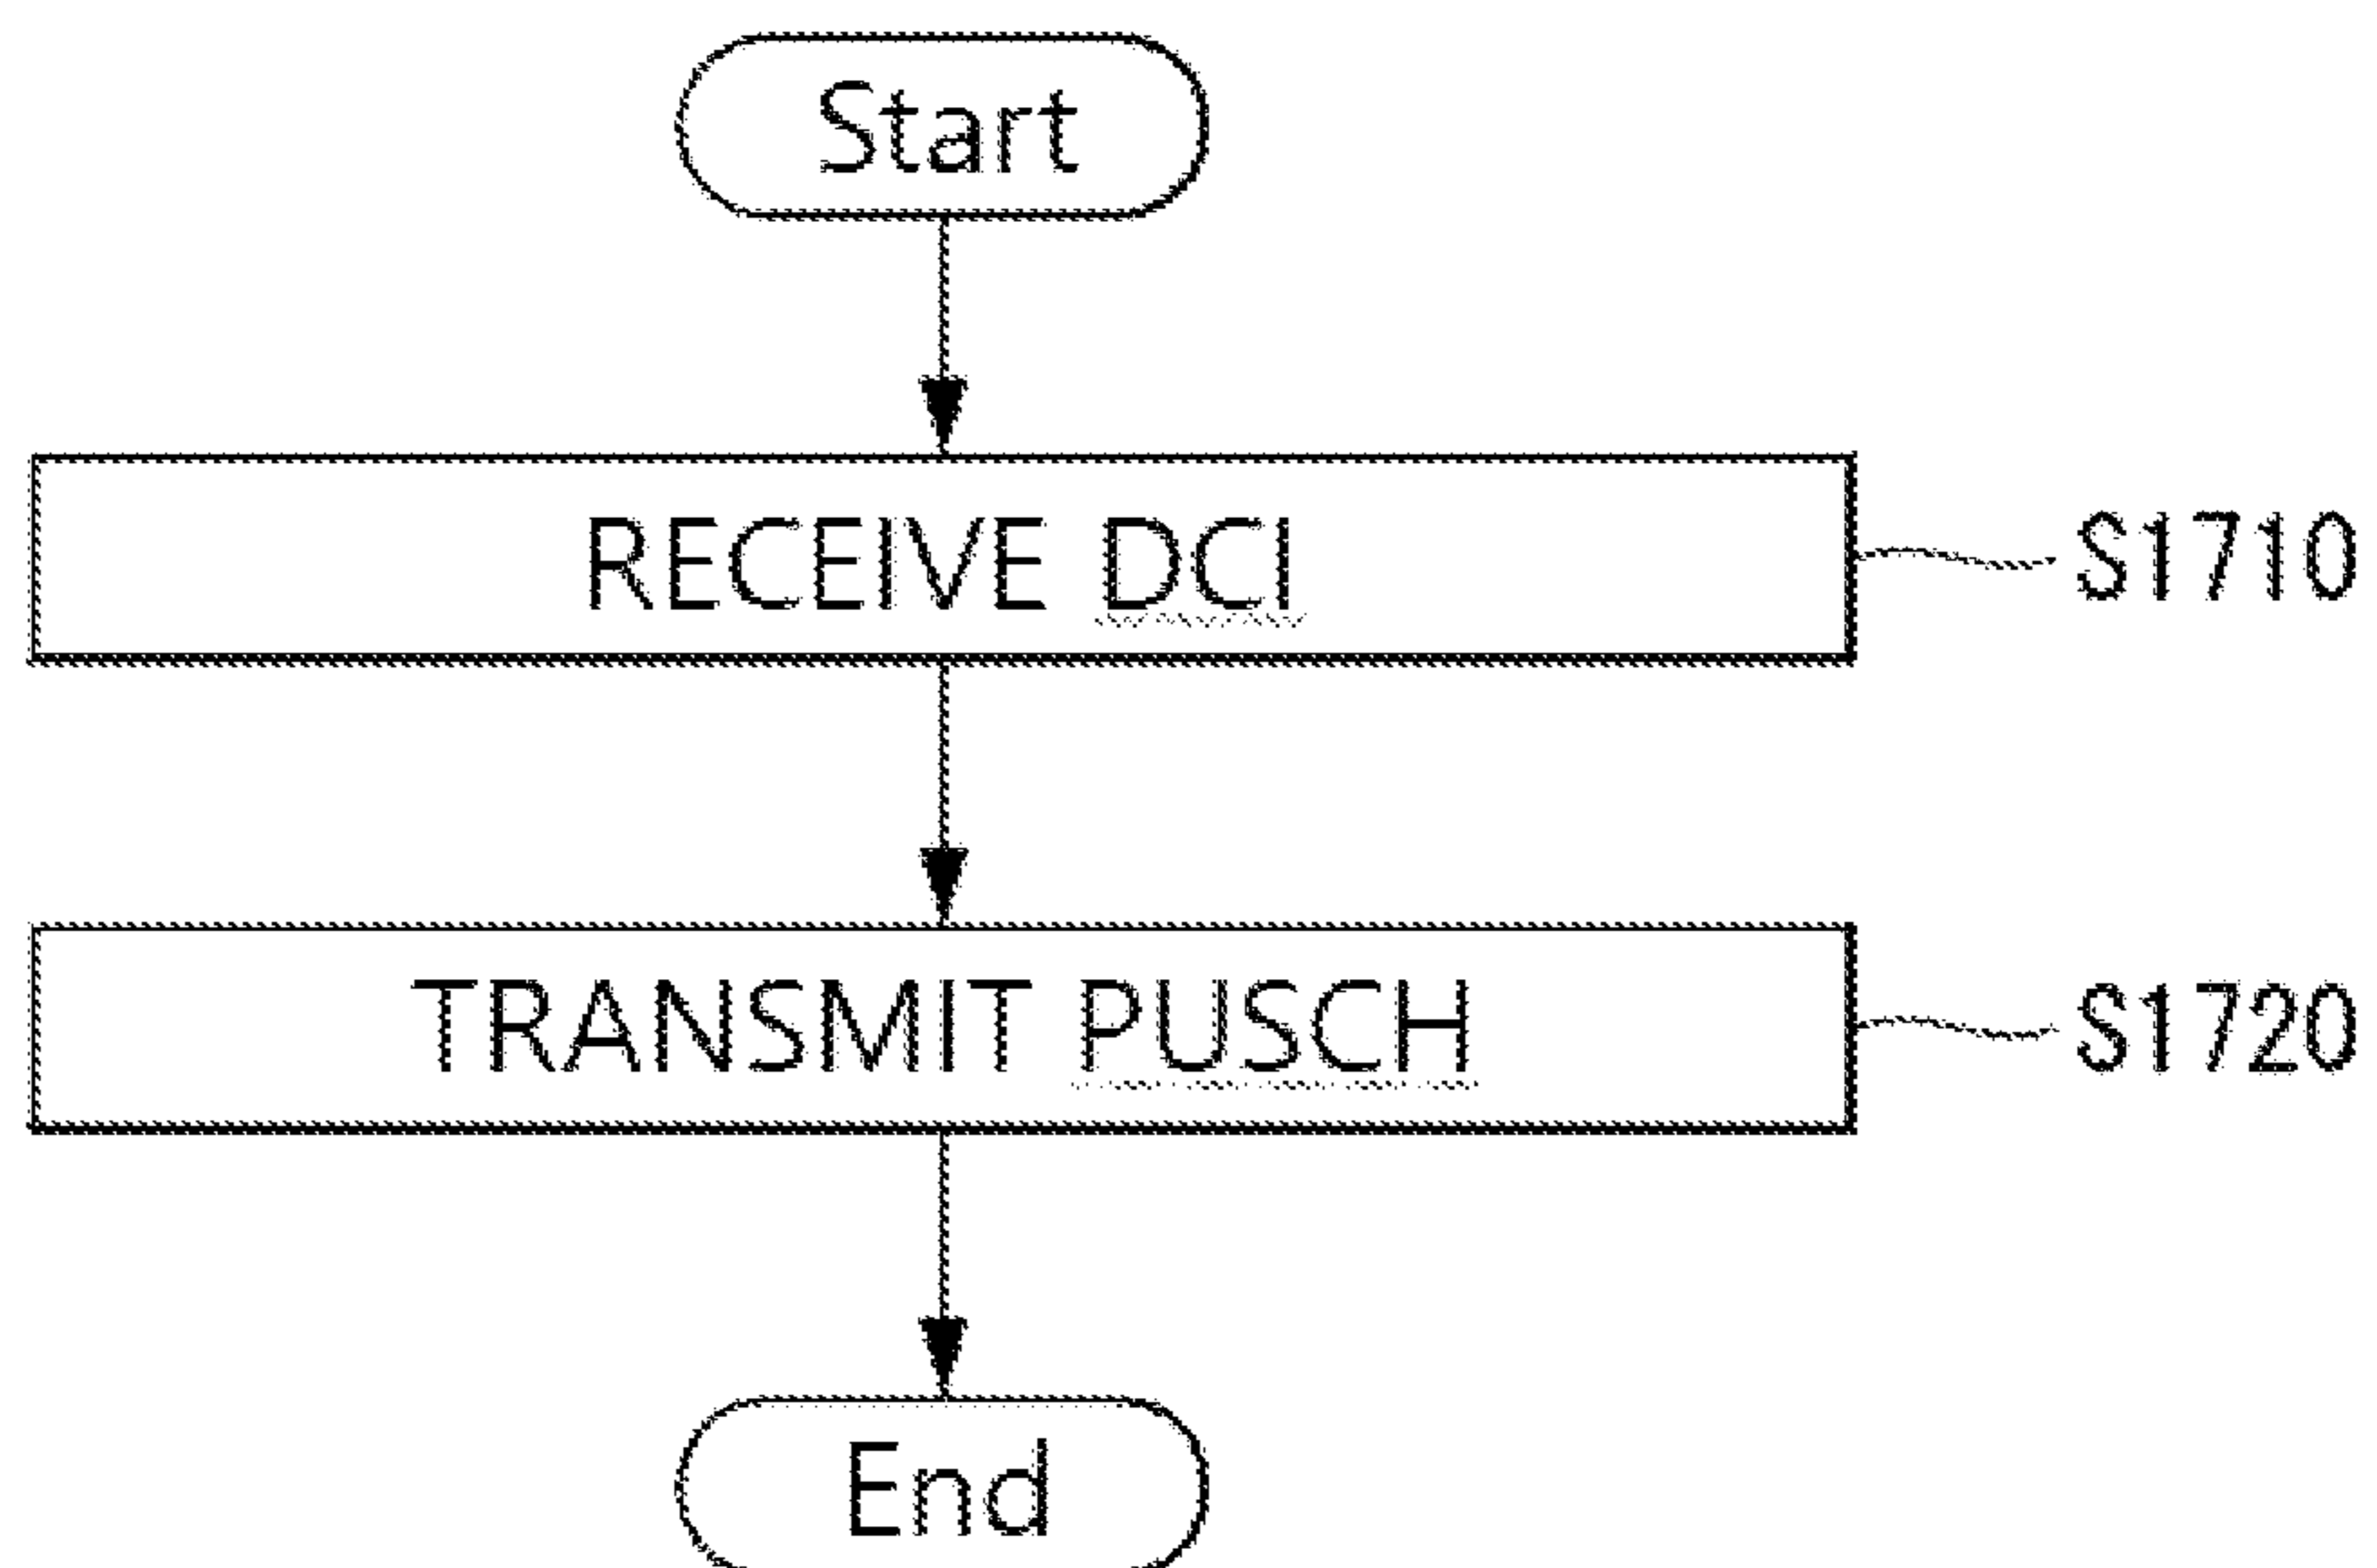 Start
RECEIVE DCI
S1710
TRANSMIT PUSCH
S1720
End